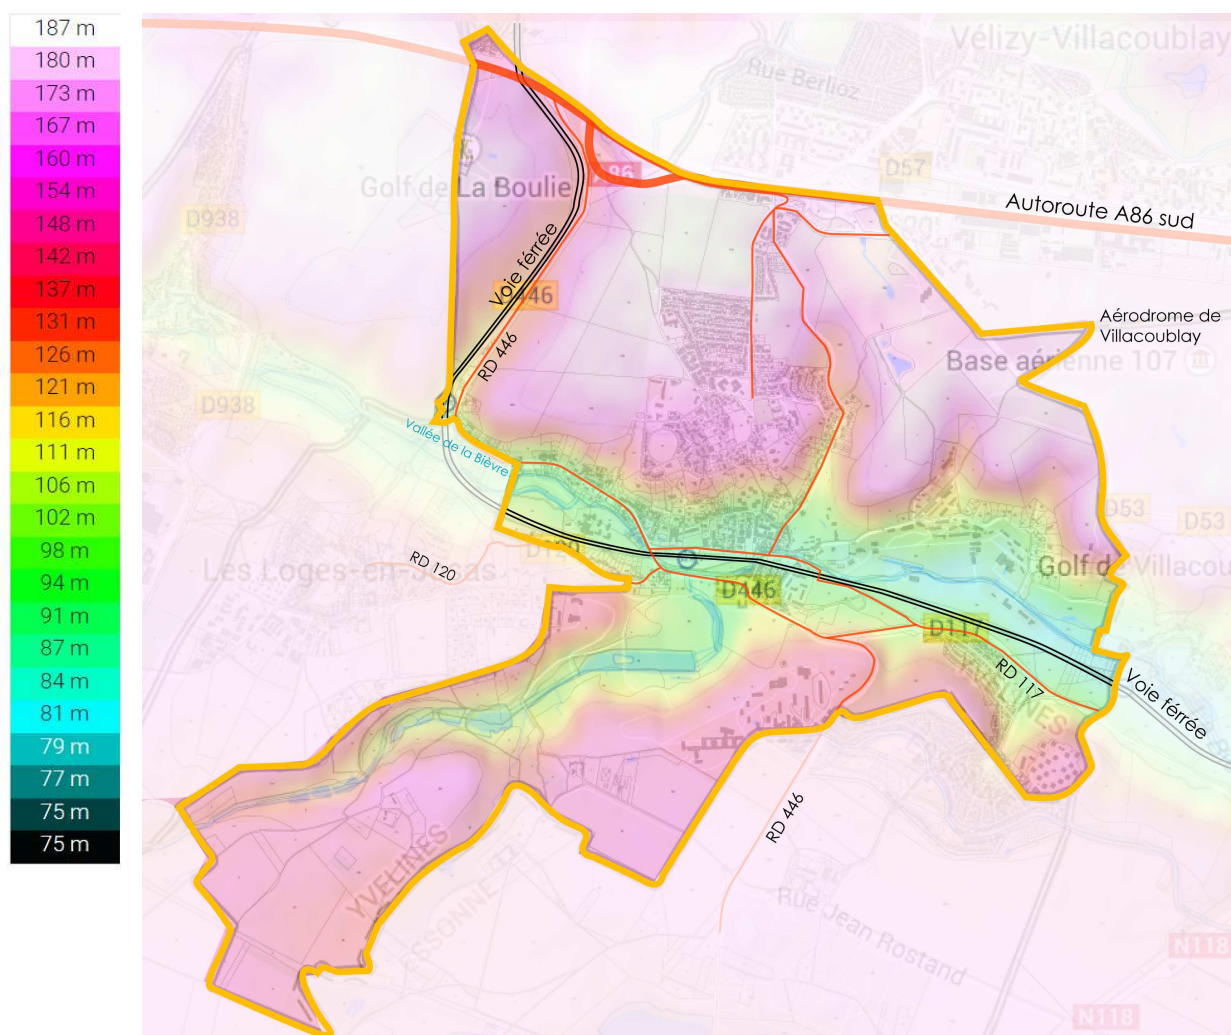 187 m
180 m
173 m
167 m
160 m
154 m
148 m
142 m
137 m
131 m
126 m
121 m
116 m
111 m
106 m
102 m
98 m
94 m
91 m
87 m
84 m
81 m
79 m
77 m
75 m
75 m
Vélizy-Villacoublay
Rue Berlioz
D57
A86
Golf de La Boulie
D938
Autoroute A86 sud
Voie férrée
D446
RD 446
Aérodrome de
Villacoublay
Base aérienne 107
D938
Vallée de la Bièvre
D53
D53
RD 120
Les Loges-en-Josas
Golf de Villacou
D446
D117
RD 117
Voie férrée
RD 446
YVELINES
ESSONNE
Rue Jean Rostand
N118
N118